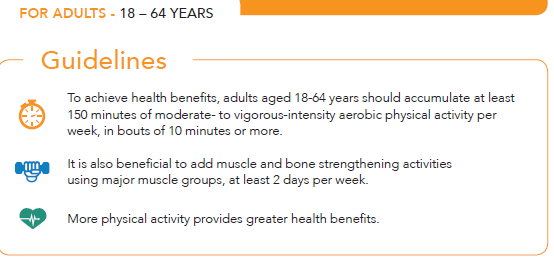 FOR ADULTS - 18 – 64 YEARS
Guidelines
To achieve health benefits, adults aged 18-64 years should accumulate at least
150 minutes of moderate- to vigorous-intensity aerobic physical activity per
week, in bouts of 10 minutes or more.
It is also beneficial to add muscle and bone strengthening activities
using major muscle groups, at least 2 days per week.
More physical activity provides greater health benefits.